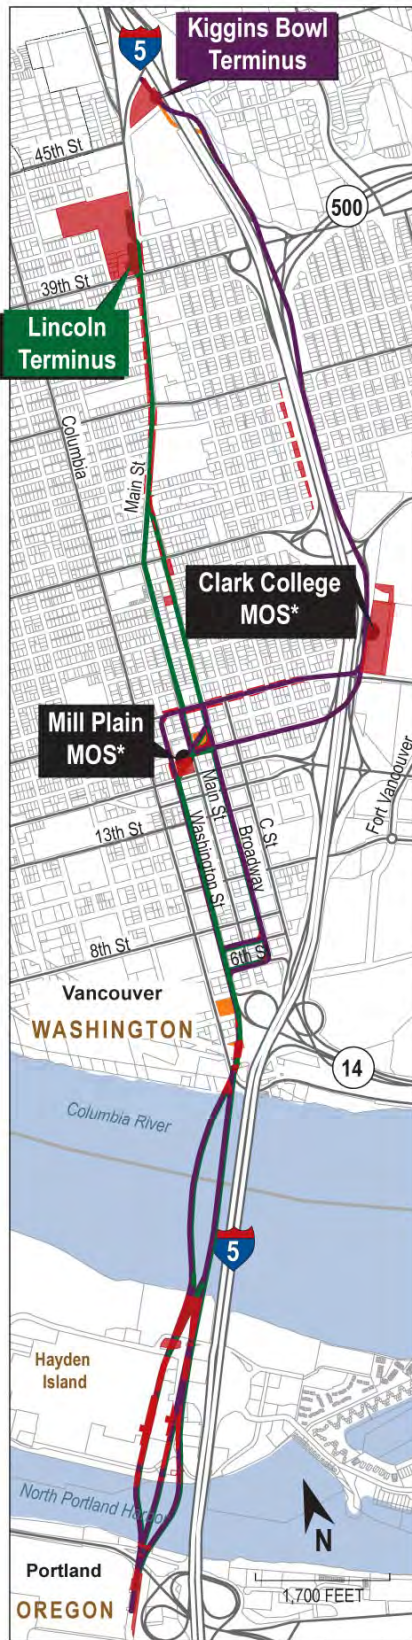 5
Kiggins Bowl
Terminus
45th St
500
39th St
Lincoln
Terminus
Columbia
Main St
Clark College
MOS*
Mill Plain
MOS*
Main St
Washington St
Broadway
C St
Fort Vancouver
13th St
8th St
6th S
Vancouver
WASHINGTON
14
Columbia River
5
Hayden
Island
North Portland Harbor
N
Portland
OREGON
1,700 FEET